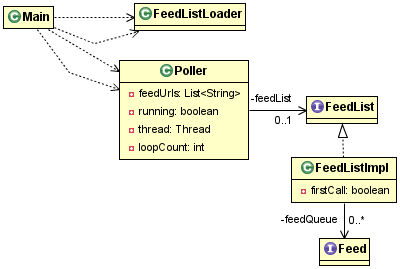 Main
FeedListLoader
Poller
feedUrls: List<String>
running: boolean
thread: Thread
loopCount: int
-feedList
0..1
FeedList
FeedListImpl
firstCall: boolean
-feedQueue 0..*
Feed